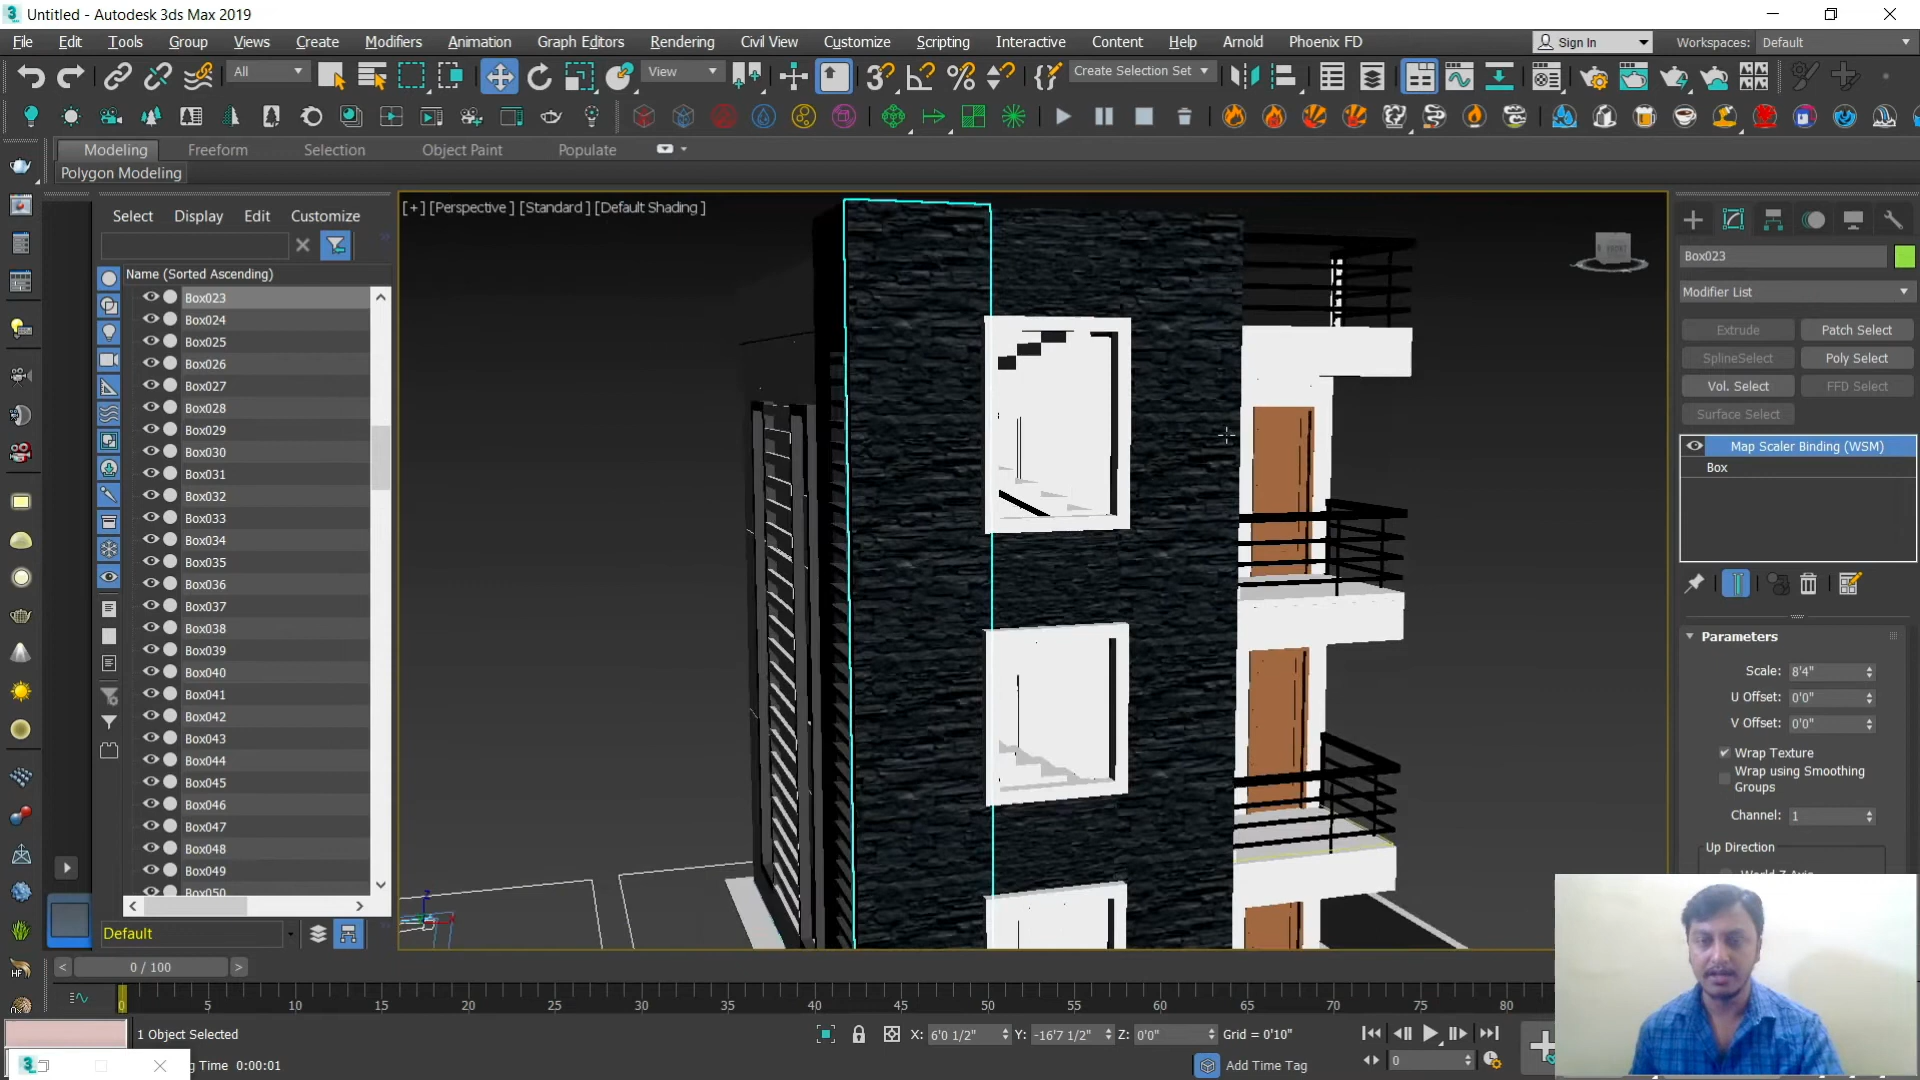 Untitled - Autodesk 3ds Max 2019
File Edit Tools Group Views Create Modifiers Animation Graph Editors Rendering Civil View Customize Scripting Interactive Content Help Arnold Phoenix FD Sign In Workspaces: Default
All View Create Selection Set
Modeling Freeform Selection Object Paint Populate
Polygon Modeling
Select Display Edit Customize
[+] [Perspective ] [Standard ] [Default Shading ]
Name (Sorted Ascending)
Box023
Box024
Box025
Box026
Box027
Box028
Box029
Box030
Box031
Box032
Box033
Box034
Box035
Box036
Box037
Box038
Box039
Box040
Box041
Box042
Box043
Box044
Box045
Box046
Box047
Box048
Box049
Box050
Default
Box023
Modifier List
Extrude Patch Select
SplineSelect Poly Select
Vol. Select FFD Select
Surface Select
Map Scaler Binding (WSM)
Box
Parameters
Scale: 8'4"
U Offset: 0'0"
V Offset: 0'0"
Wrap Texture
Wrap using Smoothing
Groups
Channel: 1
Up Direction
World Z Axis
< 0 / 100 >
0 5 10 15 20 25 30 35 40 45 50 55 60 65 70 75 80
1 Object Selected
X: 6'0 1/2" Y: -16'7 1/2" Z: 0'0" Grid = 0'10"
g Time 0:00:01
Add Time Tag
0